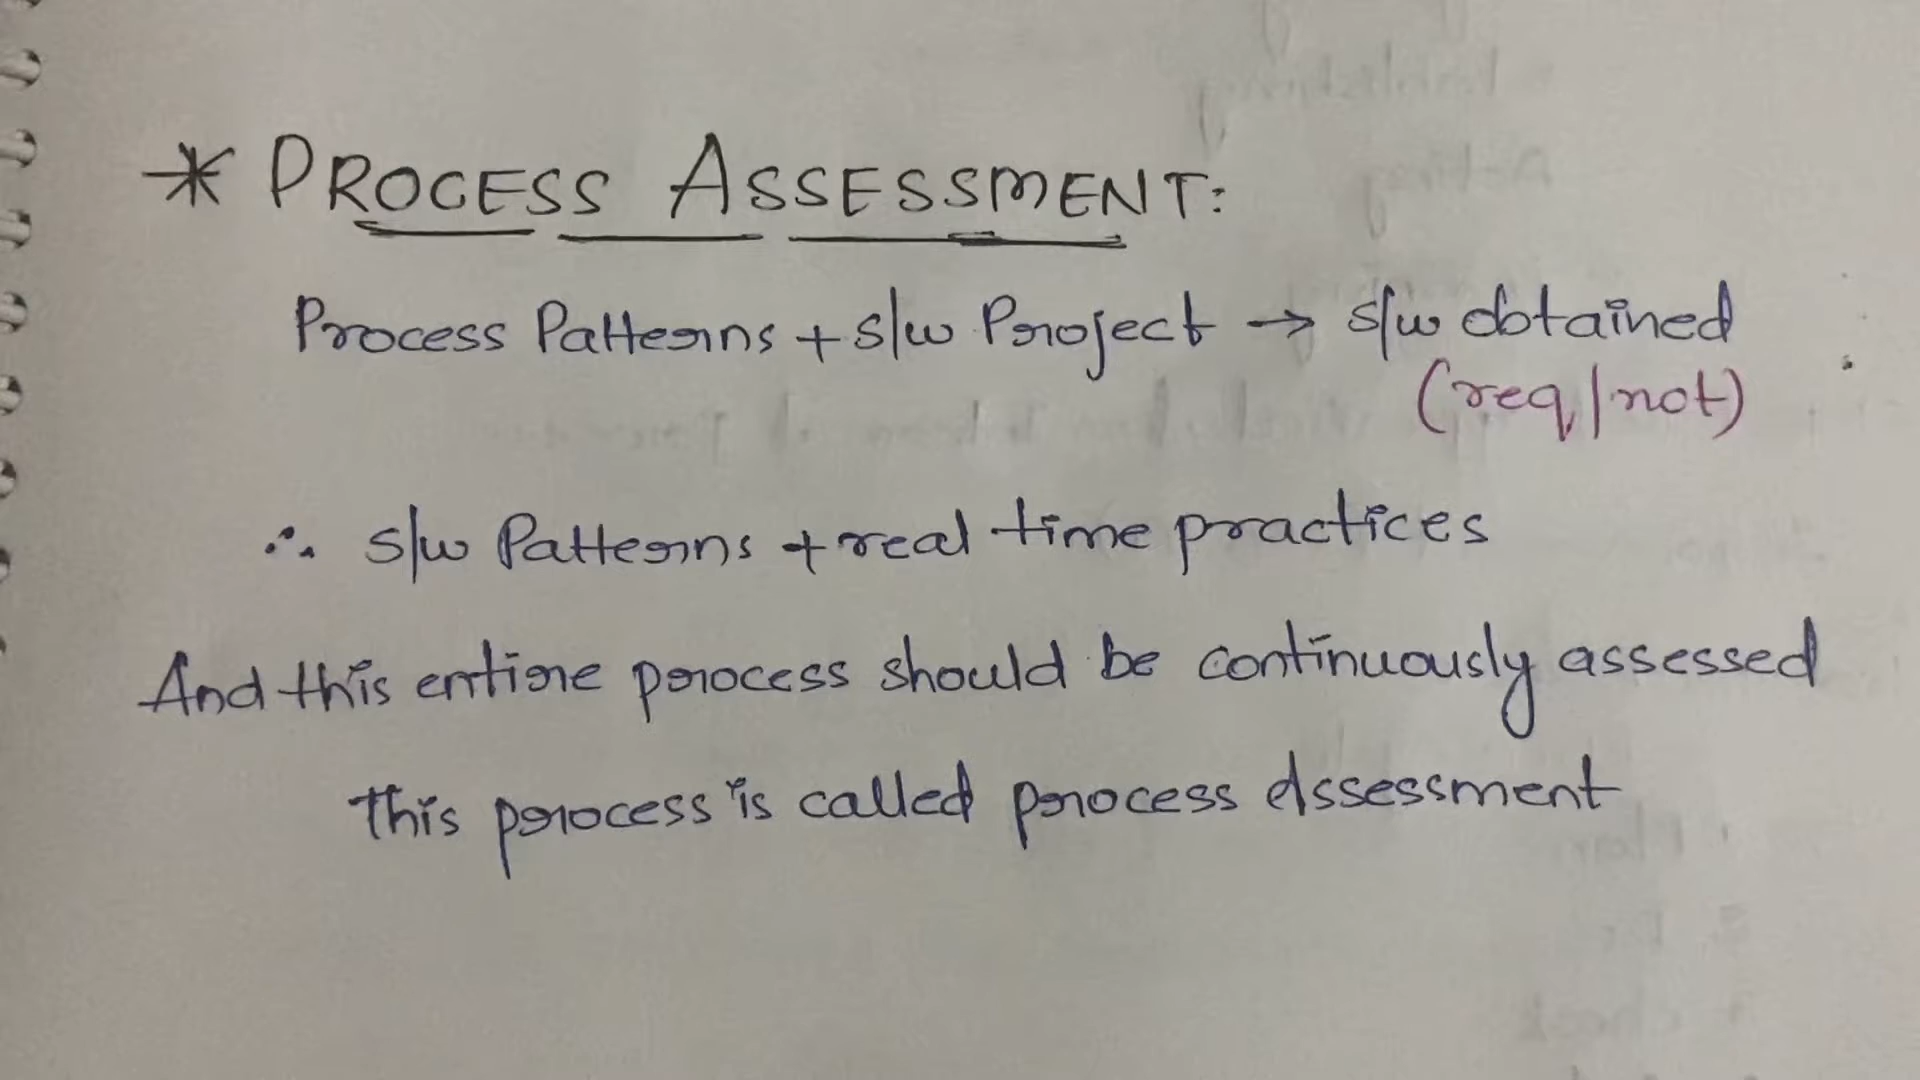 * PROCESS ASSESSMENT:
Process Patterns + s/w Project → s/w obtained
(req/not)
∴ s/w Patterns + real time practices
And this entire process should be continuously assessed
this process is called process Assessment